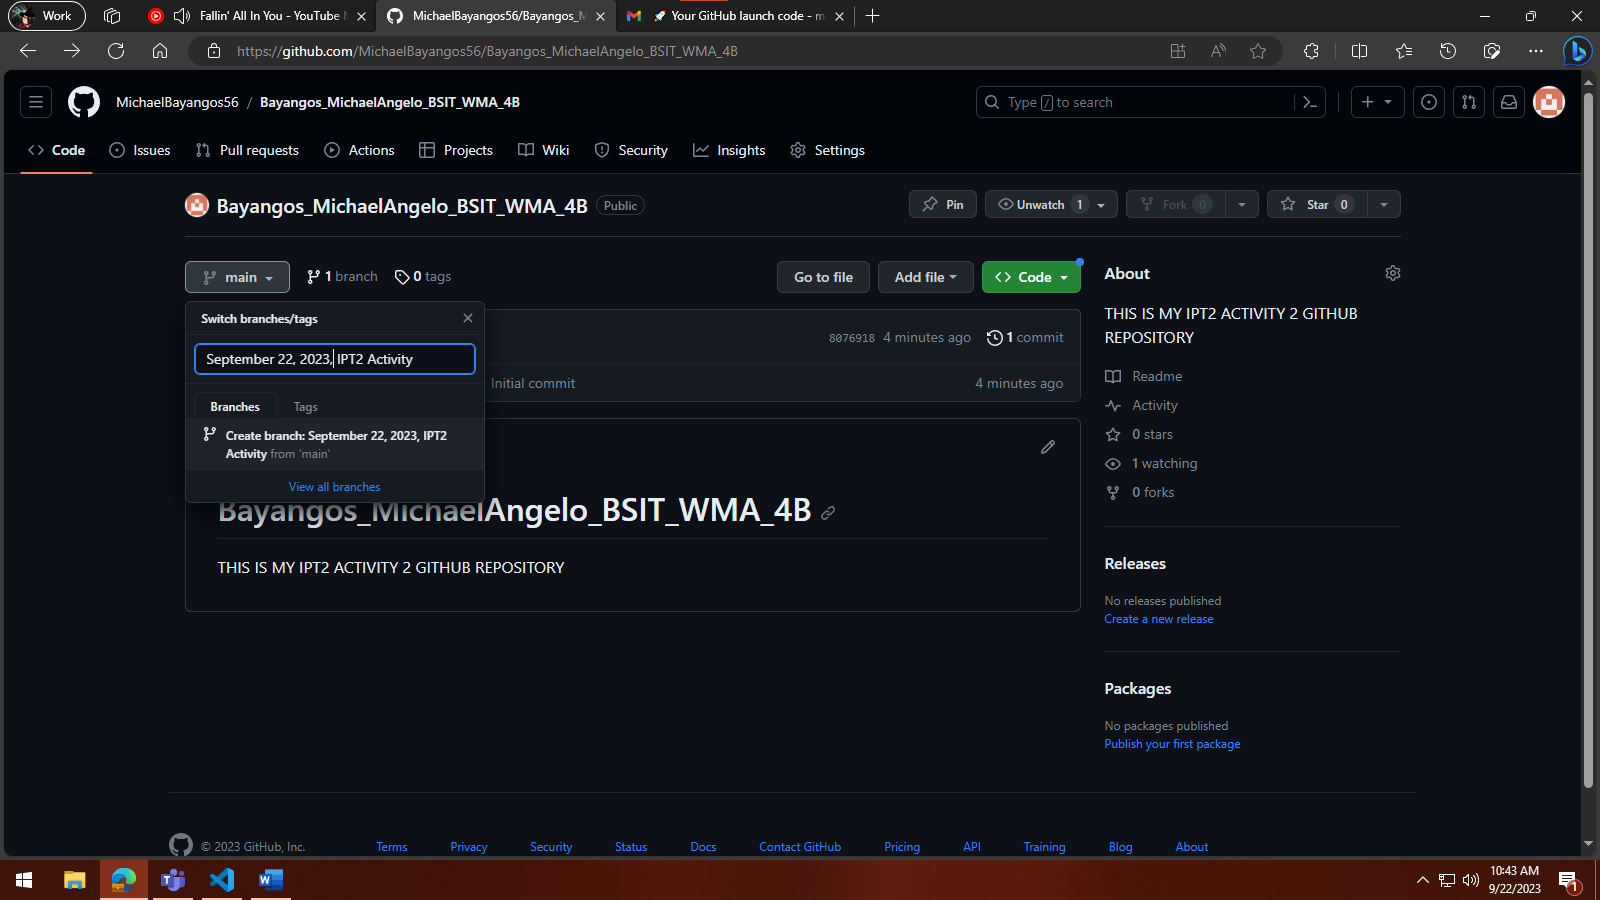 Work
Fallin' All In You - YouTube M
MichaelBayangos56/Bayangos_M
🚀 Your GitHub launch code - m
https://github.com/MichaelBayangos56/Bayangos_MichaelAngelo_BSIT_WMA_4B
MichaelBayangos56 / Bayangos_MichaelAngelo_BSIT_WMA_4B
Type / to search
Code
Issues
Pull requests
Actions
Projects
Wiki
Security
Insights
Settings
Bayangos_MichaelAngelo_BSIT_WMA_4B Public
Pin
Unwatch 1
Fork 0
Star 0
main
1 branch
0 tags
Go to file
Add file
Code
Switch branches/tags
September 22, 2023, IPT2 Activity
Branches
Tags
Create branch: September 22, 2023, IPT2
Activity from 'main'
View all branches
8076918 4 minutes ago
1 commit
Initial commit
4 minutes ago
Bayangos_MichaelAngelo_BSIT_WMA_4B
THIS IS MY IPT2 ACTIVITY 2 GITHUB REPOSITORY
About
THIS IS MY IPT2 ACTIVITY 2 GITHUB
REPOSITORY
Readme
Activity
0 stars
1 watching
0 forks
Releases
No releases published
Create a new release
Packages
No packages published
Publish your first package
© 2023 GitHub, Inc.
Terms
Privacy
Security
Status
Docs
Contact GitHub
Pricing
API
Training
Blog
About
10:43 AM
9/22/2023
1